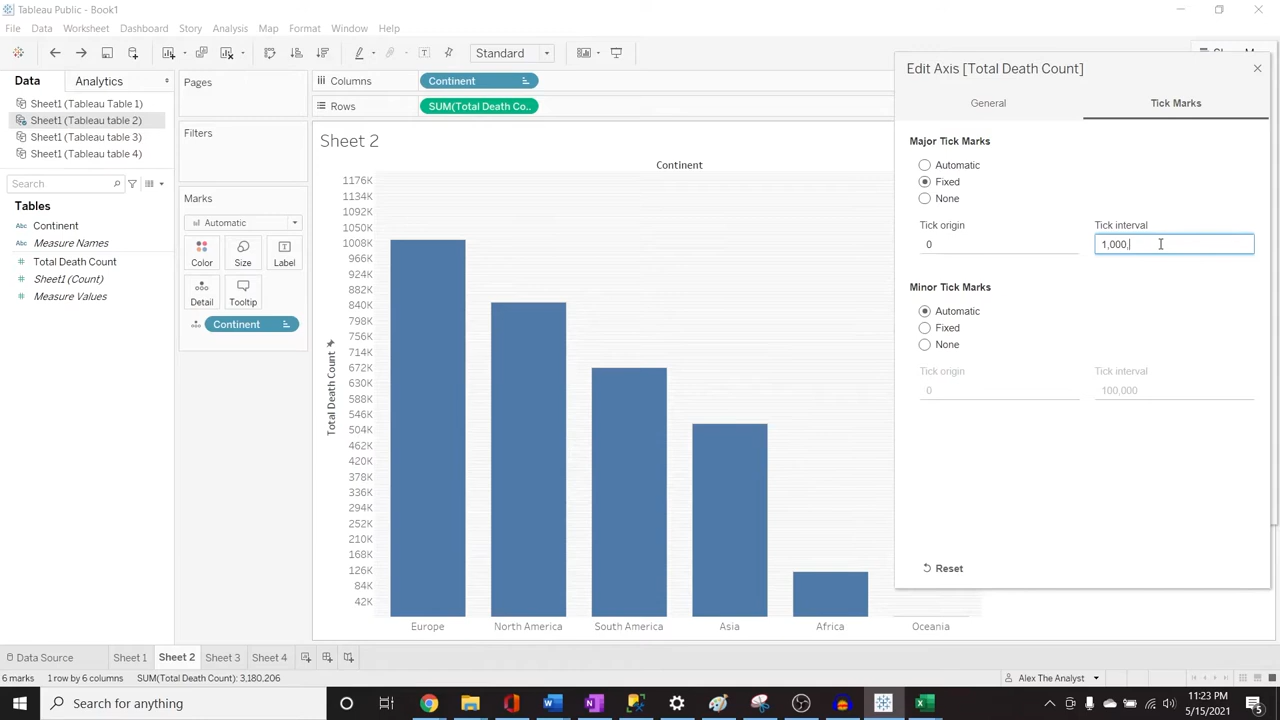 Tableau Public - Book1
File Data Worksheet Dashboard Story Analysis Map Format Window Help
Standard
Data Analytics
Sheet1 (Tableau Table 1)
Sheet1 (Tableau table 2)
Sheet1 (Tableau table 3)
Sheet1 (Tableau table 4)
Search
Tables
Continent
Measure Names
Total Death Count
Sheet1 (Count)
Measure Values
Pages
Filters
Marks
Automatic
Color Size Label
Detail Tooltip
Continent
Columns Continent
Rows SUM(Total Death Co..
Sheet 2
Continent
1176K
1134K
1092K
1050K
1008K
966K
924K
882K
840K
798K
756K
714K
672K
630K
588K
546K
504K
462K
420K
378K
336K
294K
252K
210K
168K
126K
84K
42K
Total Death Count
Europe North America South America Asia Africa Oceania
Edit Axis [Total Death Count]
General Tick Marks
Major Tick Marks
Automatic
Fixed
None
Tick origin Tick interval
0 1,000,
Minor Tick Marks
Automatic
Fixed
None
Tick origin Tick interval
0 100,000
Reset
Data Source Sheet 1 Sheet 2 Sheet 3 Sheet 4
6 marks 1 row by 6 columns SUM(Total Death Count): 3,180,206 Alex The Analyst
Search for anything
11:23 PM
5/15/2021
5